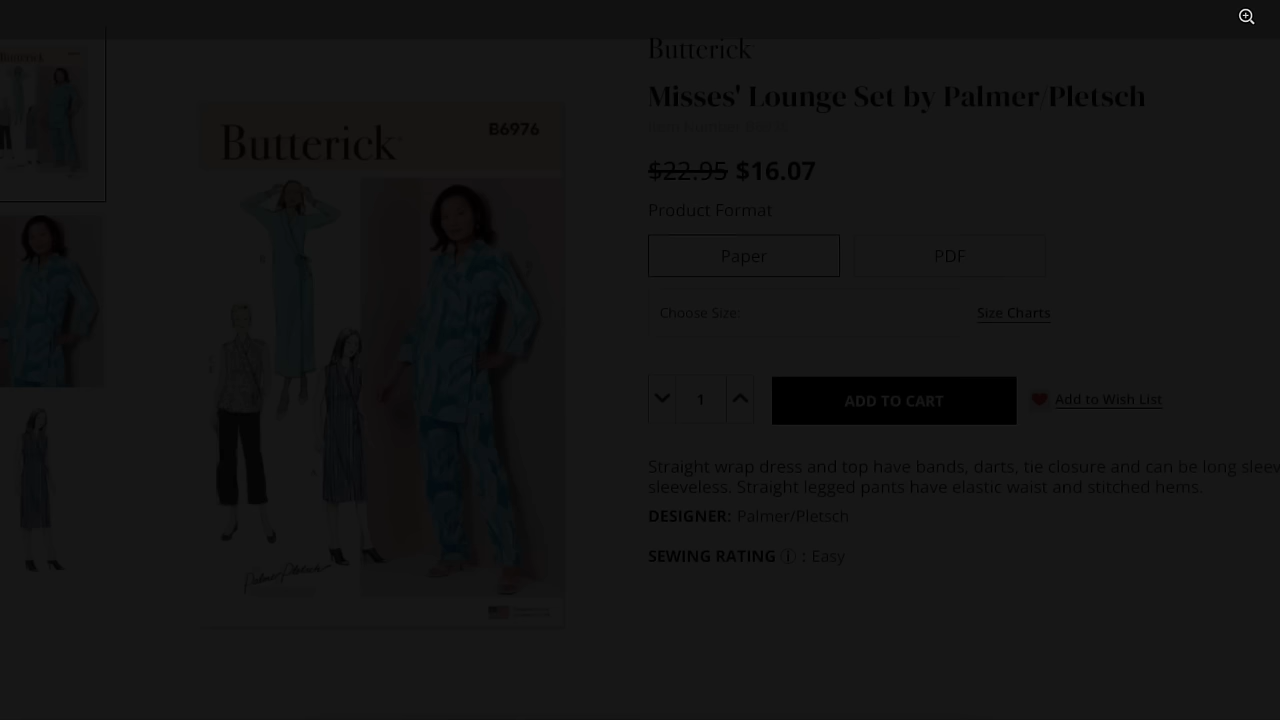 Butterick
Misses' Lounge Set by Palmer/Pletsch
$22.95 $16.07
Product Format
Paper
PDF
Choose Size:
Size Charts
1
ADD TO CART
Add to Wish List
Straight wrap dress and top have bands, darts, tie closure and can be long sleev
sleeveless. Straight legged pants have elastic waist and stitched hems.
DESIGNER: Palmer/Pletsch
SEWING RATING ⓘ : Easy
Butterick
B6976
Palmer/Pletsch